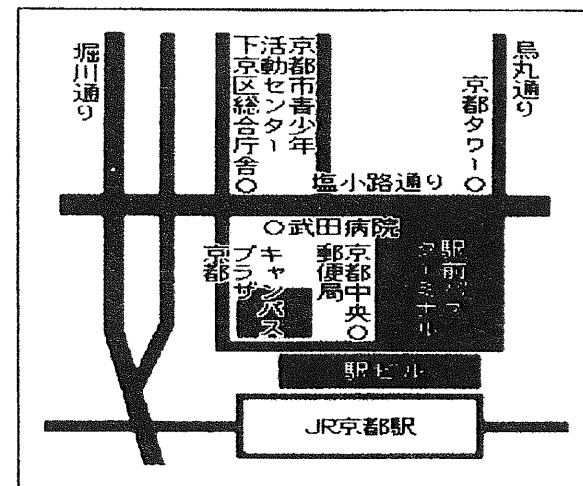 烏丸通り
京都タワー
京都市青少年
活動センター
下京区総合庁舎
堀川通り
塩小路通り
武田病院
駅前バス
ターミナル
京都中央
郵便局
キャンパス
プラザ
京都
駅ビル
JR京都駅